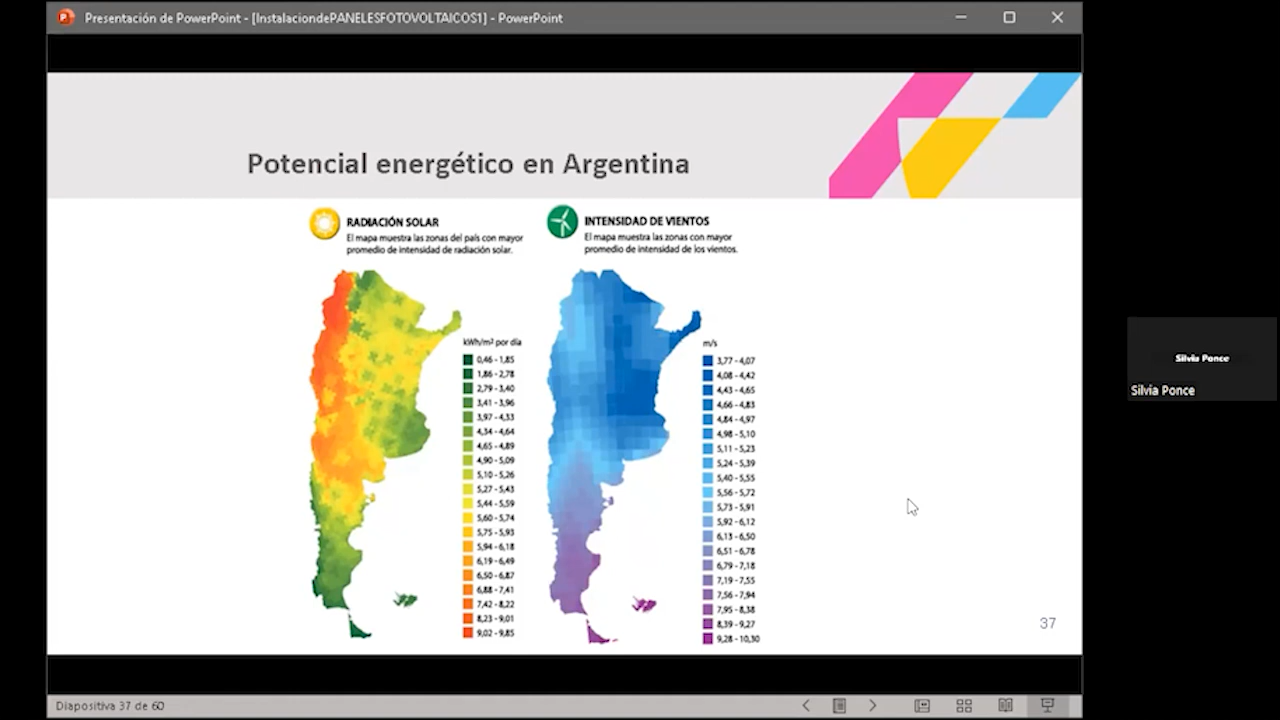 Presentación de PowerPoint - [InstalaciondePANELESFOTOVOLTAICOS1] - PowerPoint
Potencial energético en Argentina
RADIACIÓN SOLAR
El mapa muestra las zonas del país con mayor
promedio de intensidad de radiación solar.
kWh/m² por día
0,46 - 1,85
1,86 - 2,78
2,79 - 3,40
3,41 - 3,96
3,97 - 4,33
4,34 - 4,64
4,65 - 4,89
4,90 - 5,09
5,10 - 5,26
5,27 - 5,43
5,44 - 5,59
5,60 - 5,74
5,75 - 5,93
5,94 - 6,18
6,19 - 6,49
6,50 - 6,87
6,88 - 7,41
7,42 - 8,22
8,23 - 9,01
9,02 - 9,85
INTENSIDAD DE VIENTOS
El mapa muestra las zonas con mayor
promedio de intensidad de los vientos.
m/s
3,77 - 4,07
4,08 - 4,42
4,43 - 4,65
4,66 - 4,83
4,84 - 4,97
4,98 - 5,10
5,11 - 5,23
5,24 - 5,39
5,40 - 5,55
5,56 - 5,72
5,73 - 5,91
5,92 - 6,12
6,13 - 6,50
6,51 - 6,78
6,79 - 7,18
7,19 - 7,55
7,56 - 7,94
7,95 - 8,38
8,39 - 9,27
9,28 - 10,30
37
Silvia Ponce
Silvia Ponce
Diapositiva 37 de 60